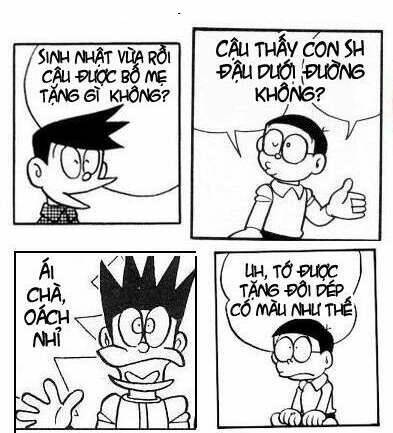 SINH NHẬT VỪA RỒI
CẬU ĐƯỢC BỐ MẸ
TẶNG GÌ KHÔNG?
CẬU THẤY CON SH
ĐẬU DƯỚI ĐƯỜNG
KHÔNG?
ÁI
CHÀ,
OÁCH
NHỈ
UH, TỚ ĐƯỢC
TẶNG ĐÔI DÉP
CÓ MÀU NHƯ THẾ